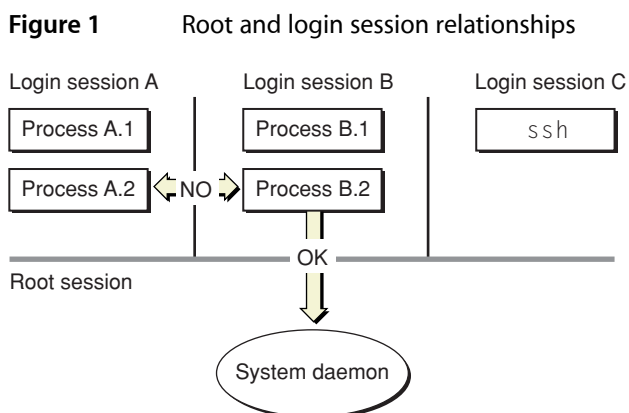 Figure 1 Root and login session relationships
Login session A Login session B Login session C
Process A.1 Process B.1 ssh
Process A.2 NO Process B.2
OK
Root session
System daemon